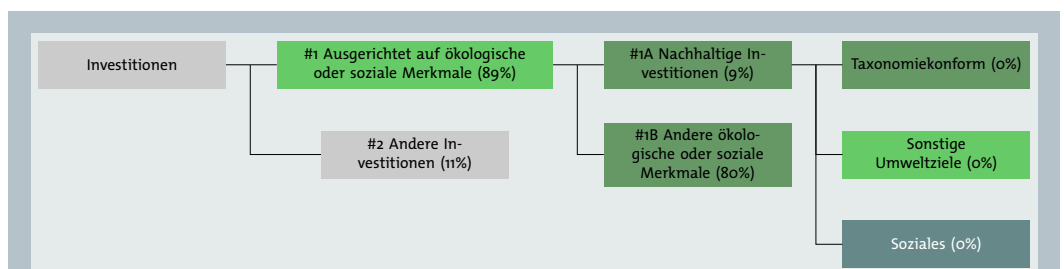 Investitionen
#1 Ausgerichtet auf ökologische
oder soziale Merkmale (89%)
#2 Andere In-
vestitionen (11%)
#1A Nachhaltige In-
vestitionen (9%)
#1B Andere ökolo-
gische oder soziale
Merkmale (80%)
Taxonomiekonform (0%)
Sonstige
Umweltziele (0%)
Soziales (0%)